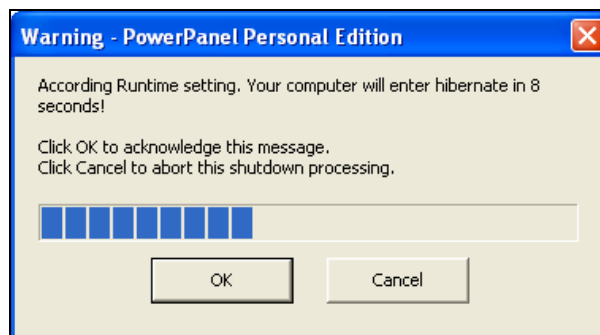 Warning - PowerPanel Personal Edition
According Runtime setting. Your computer will enter hibernate in 8
seconds!
Click OK to acknowledge this message.
Click Cancel to abort this shutdown processing.
OK
Cancel